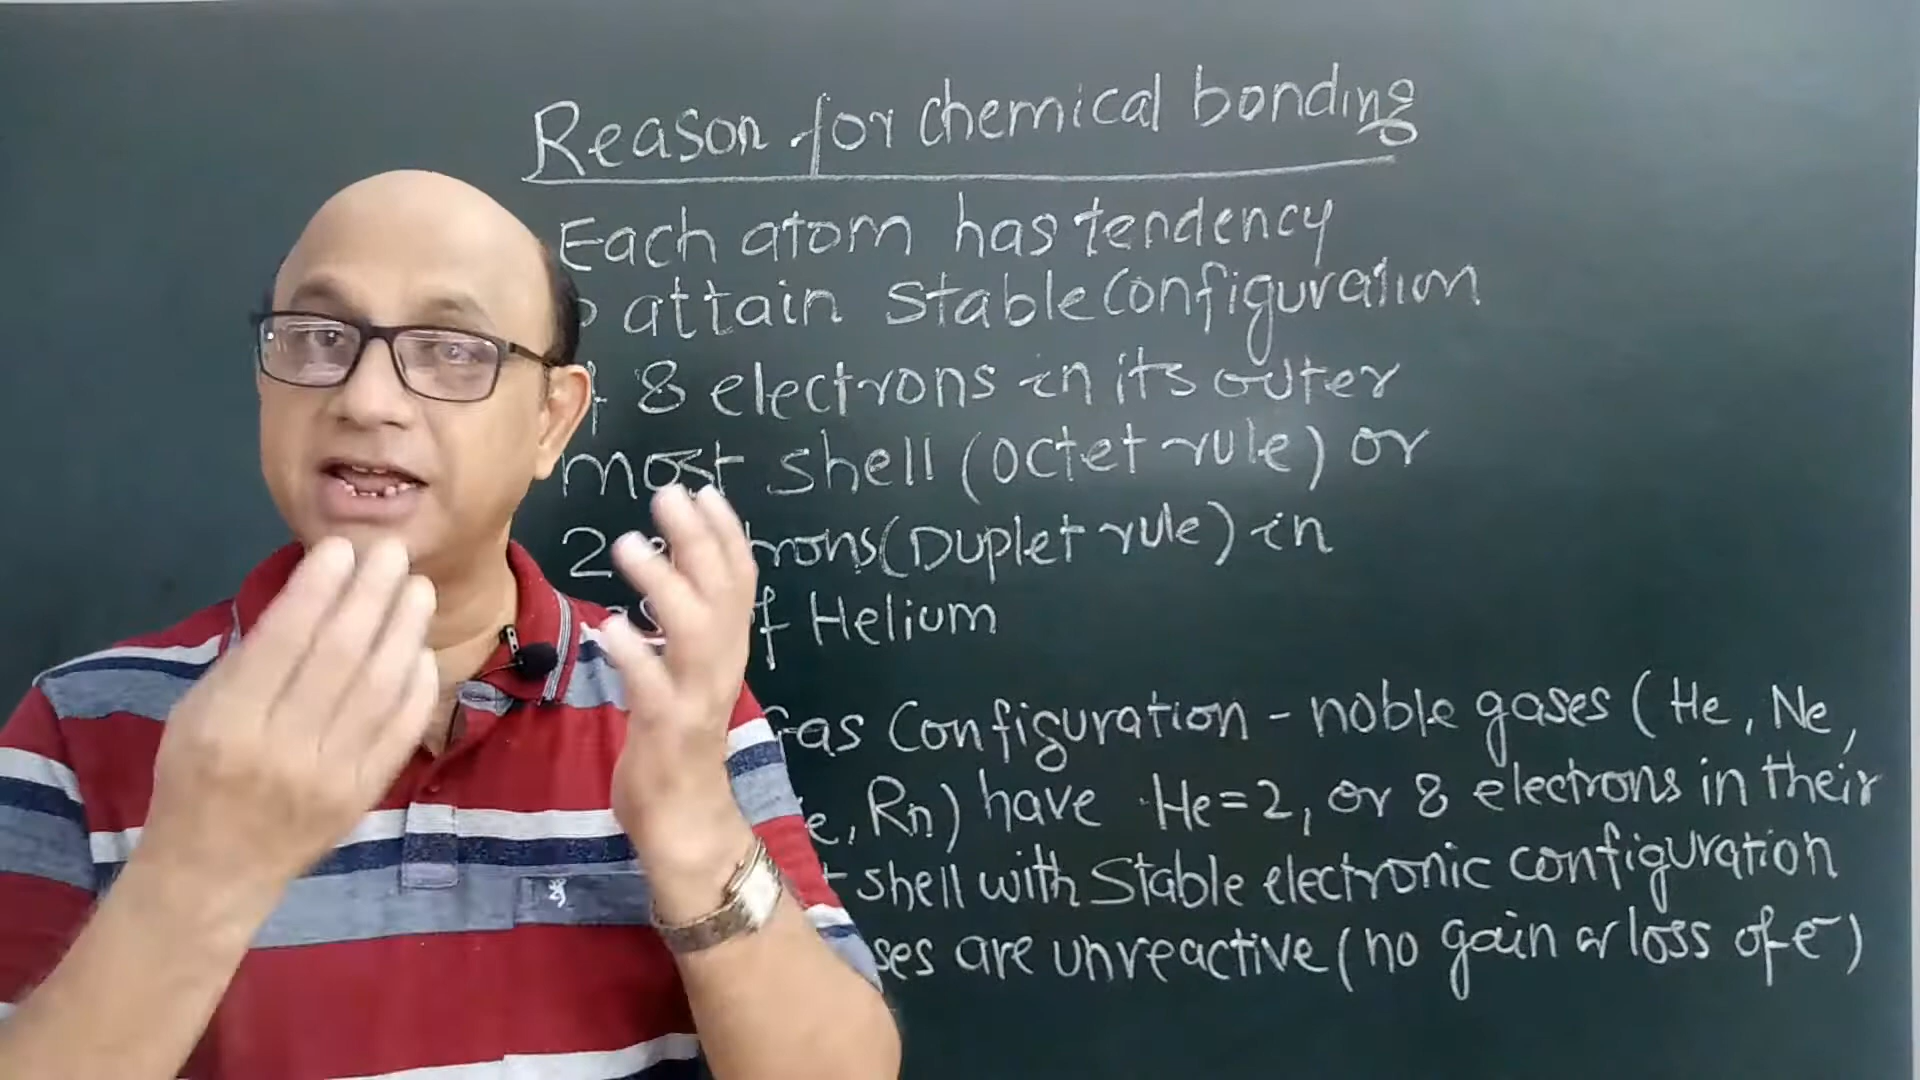 Reason for chemical bonding
Each atom has tendency
attain stable configuration
8 electrons in its outer
most shell (octet rule) or
2 (Duplet rule) in
Helium
Gas Configuration - noble gases (He, Ne,
Rn) have He=2, or 8 electrons in their
shell with stable electronic configuration
are unreactive (no gain or loss of e⁻)